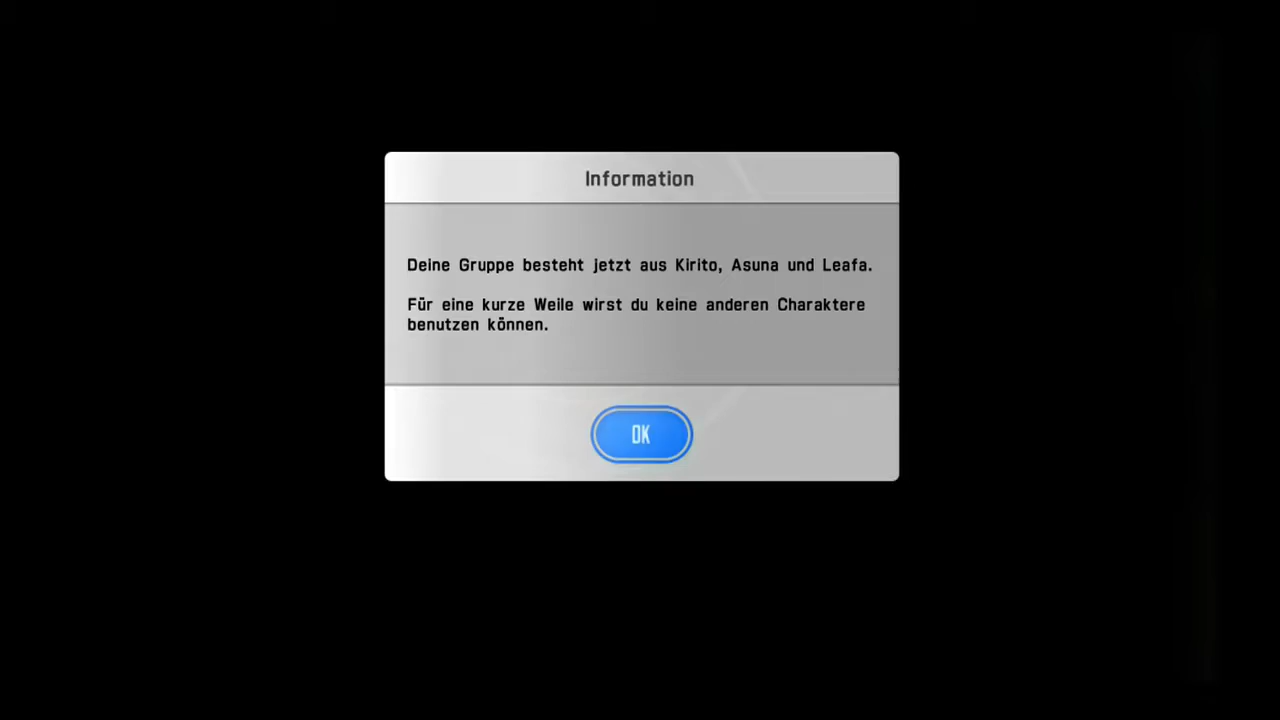 Information
Deine Gruppe besteht jetzt aus Kirito, Asuna und Leafa.
Für eine kurze Weile wirst du keine anderen Charaktere
benutzen können.
OK